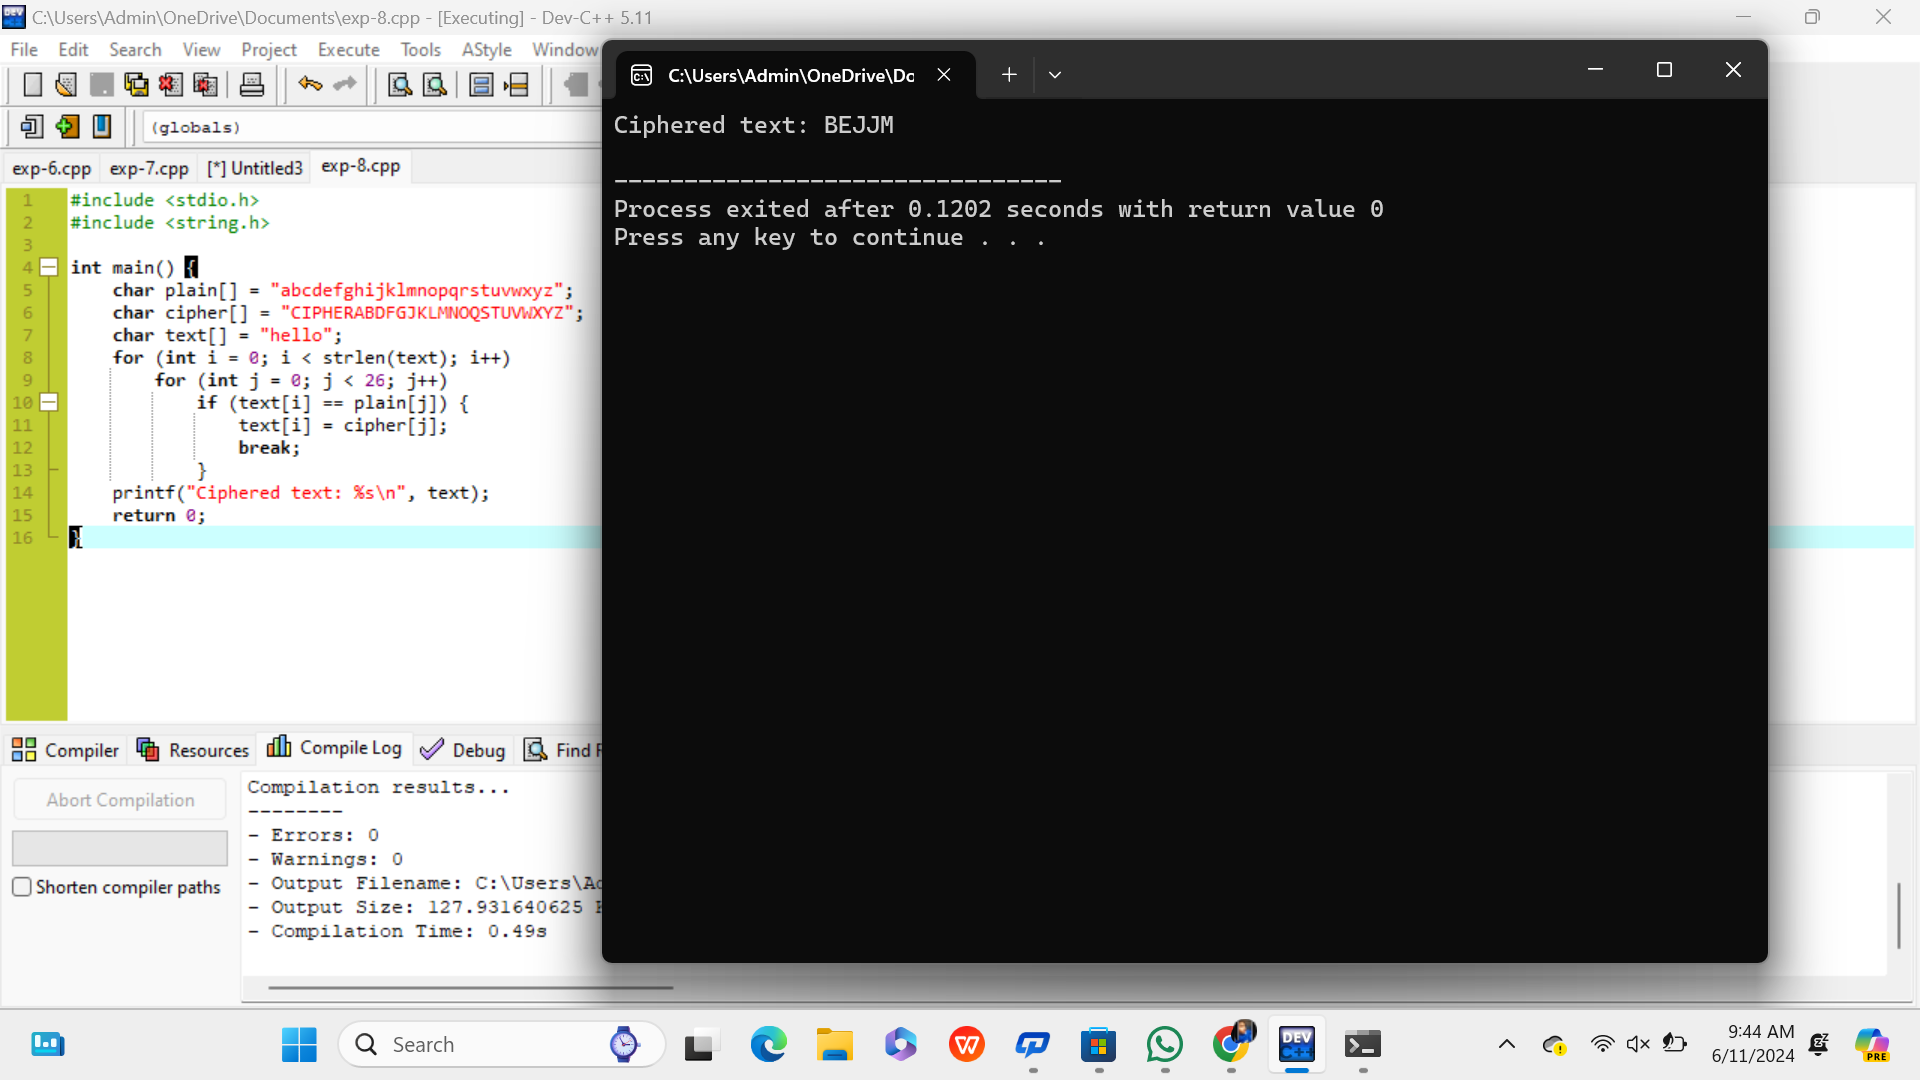 C:\Users\Admin\OneDrive\Documents\exp-8.cpp - [Executing] - Dev-C++ 5.11
File Edit Search View Project Execute Tools AStyle Window
(globals)
exp-6.cpp exp-7.cpp [*] Untitled3 exp-8.cpp
1 #include <stdio.h>
2 #include <string.h>
3
4 int main() {
5 char plain[] = "abcdefghijklmnopqrstuvwxyz";
6 char cipher[] = "CIPHERABDFGJKLMNOQSTUVWXYZ";
7 char text[] = "hello";
8 for (int i = 0; i < strlen(text); i++)
9 for (int j = 0; j < 26; j++)
10 if (text[i] == plain[j]) {
11 text[i] = cipher[j];
12 break;
13 }
14 printf("Ciphered text: %s\n", text);
15 return 0;
16 }
C:\Users\Admin\OneDrive\Dc
Ciphered text: BEJJM
--------------------------------
Process exited after 0.1202 seconds with return value 0
Press any key to continue . . .
Compiler Resources Compile Log Debug Find
Abort Compilation
Shorten compiler paths
Compilation results...
--------
- Errors: 0
- Warnings: 0
- Output Filename: C:\Users\Ad
- Output Size: 127.931640625
- Compilation Time: 0.49s
Search
DEV
C++
9:44 AM
6/11/2024
PRE